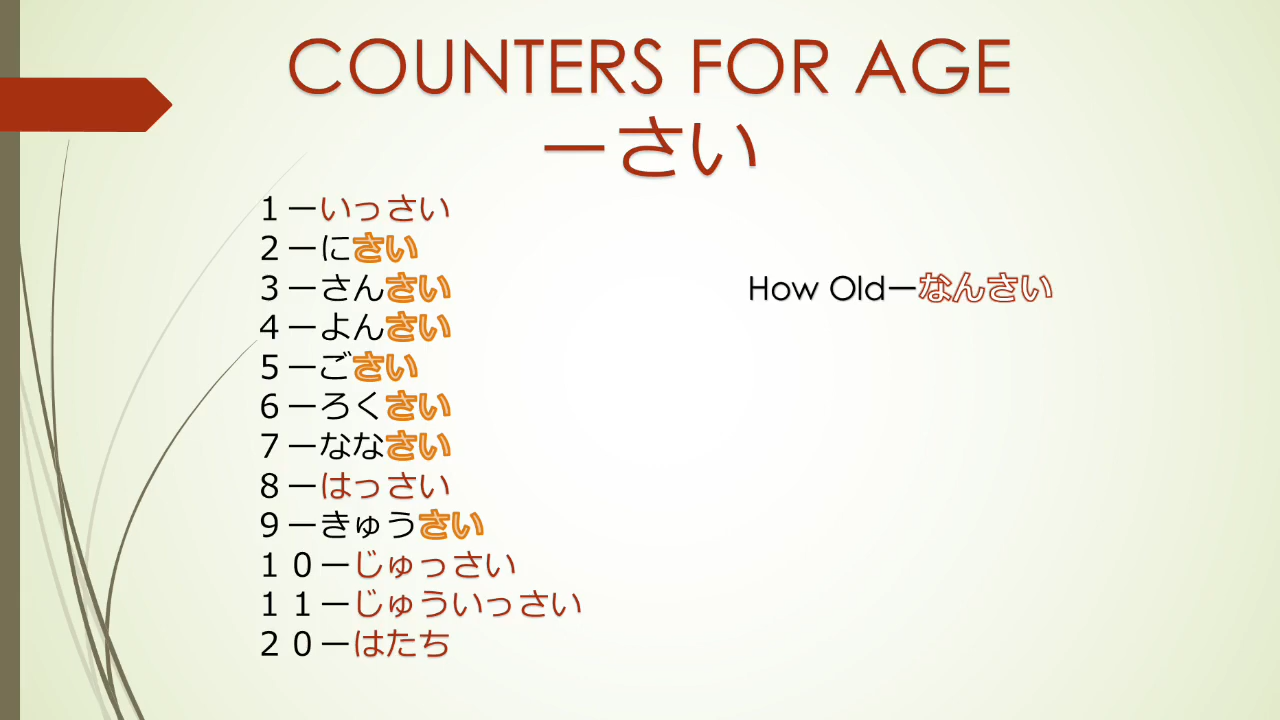 COUNTERS FOR AGE
ーさい
１ーいっさい
２ーにさい
３ーさんさい
４ーよんさい
５ーごさい
６ーろくさい
７ーななさい
８ーはっさい
９ーきゅうさい
１０ーじゅっさい
１１ーじゅういっさい
２０ーはたち
How Oldーなんさい